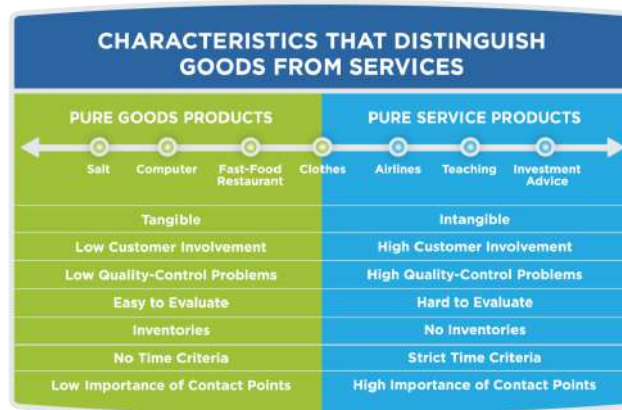 CHARACTERISTICS THAT DISTINGUISH
GOODS FROM SERVICES
PURE GOODS PRODUCTS
PURE SERVICE PRODUCTS
Salt
Computer
Fast-Food
Restaurant
Clothes
Airlines
Teaching
Investment
Advice
Tangible
Intangible
Low Customer Involvement
High Customer Involvement
Low Quality-Control Problems
High Quality-Control Problems
Easy to Evaluate
Hard to Evaluate
Inventories
No Inventories
No Time Criteria
Strict Time Criteria
Low Importance of Contact Points
High Importance of Contact Points